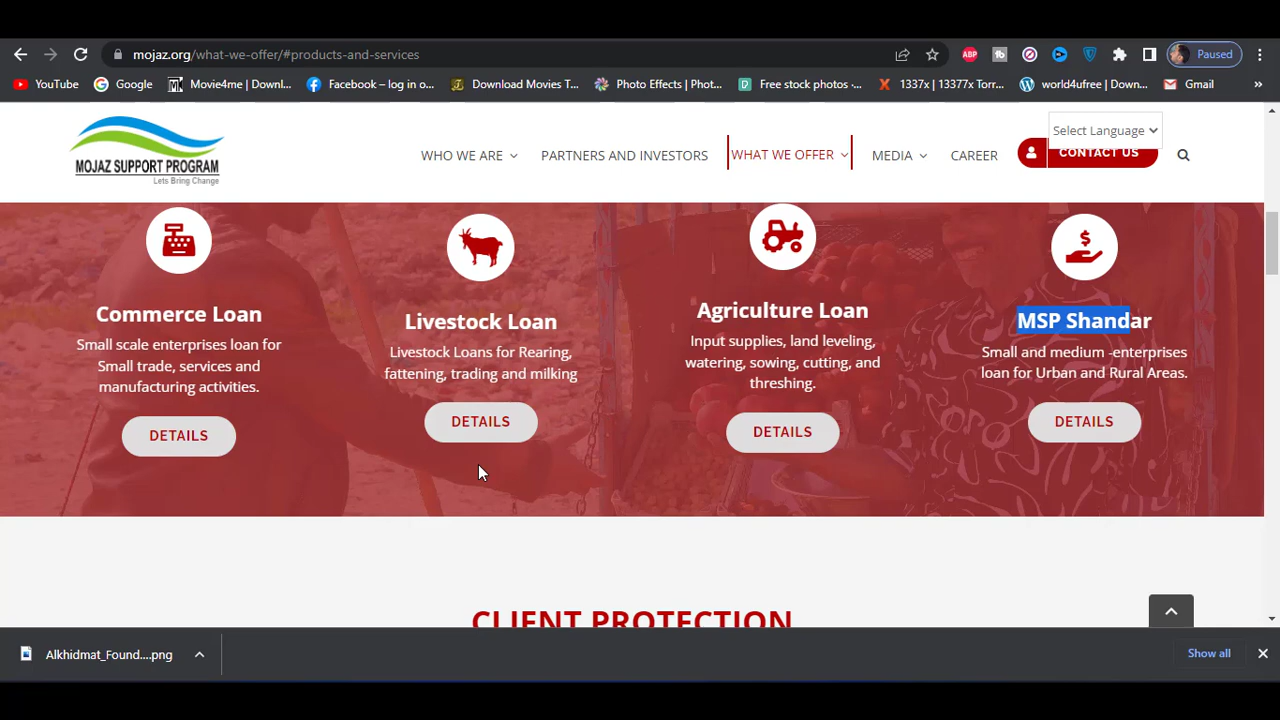 mojaz.org/what-we-offer/#products-and-services
ABP
Paused
YouTube
Google
Movie4me | Downl...
Facebook – log in o...
Download Movies T...
Photo Effects | Phot...
Free stock photos -...
1337x | 13377x Torr...
world4ufree | Down...
Gmail
»
MOJAZ SUPPORT PROGRAM
Lets Bring Change
WHO WE ARE
PARTNERS AND INVESTORS
WHAT WE OFFER
MEDIA
CAREER
Select Language
CONTACT US
Commerce Loan
Small scale enterprises loan for
Small trade, services and
manufacturing activities.
DETAILS
Livestock Loan
Livestock Loans for Rearing,
fattening, trading and milking
DETAILS
Agriculture Loan
Input supplies, land leveling,
watering, sowing, cutting, and
threshing.
DETAILS
MSP Shandar
Small and medium -enterprises
loan for Urban and Rural Areas.
DETAILS
CLIENT PROTECTION
Alkhidmat_Found....png
Show all